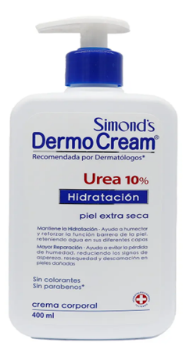 Simond's
DermoCream®
Recomendada por Dermatólogos*
Urea 10%
Hidratación
piel extra seca
Mantiene la Hidratación - Ayuda a humectar
y reforzar la función barrera de la piel,
reteniendo agua en sus diferentes capas
Mayor Reparación - Ayuda a evitar la pérdida
de humedad, reduciendo los signos de
aspereza, resequedad y descamación en
pieles dañadas
Sin colorantes
Sin parabenos*
crema corporal
400 ml